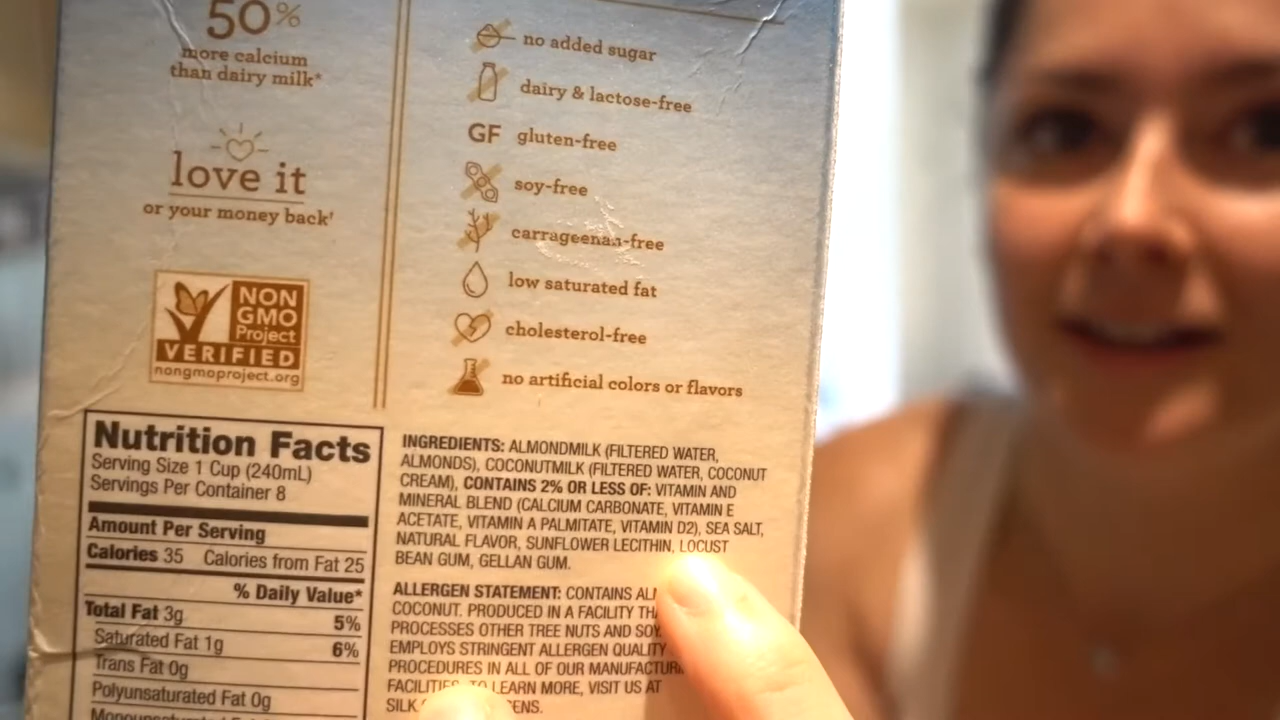 50%
more calcium
than dairy milk*
love it
or your money back†
NON
GMO
Project
VERIFIED
nongmoproject.org
no added sugar
dairy & lactose-free
GF gluten-free
soy-free
carrageenan-free
low saturated fat
cholesterol-free
no artificial colors or flavors
Nutrition Facts
Serving Size 1 Cup (240mL)
Servings Per Container 8
Amount Per Serving
Calories 35 Calories from Fat 25
% Daily Value*
Total Fat 3g 5%
Saturated Fat 1g 6%
Trans Fat 0g
Polyunsaturated Fat 0g
INGREDIENTS: ALMONDMILK (FILTERED WATER,
ALMONDS), COCONUTMILK (FILTERED WATER, COCONUT
CREAM), CONTAINS 2% OR LESS OF: VITAMIN AND
MINERAL BLEND (CALCIUM CARBONATE, VITAMIN E
ACETATE, VITAMIN A PALMITATE, VITAMIN D2), SEA SALT,
NATURAL FLAVOR, SUNFLOWER LECITHIN, LOCUST
BEAN GUM, GELLAN GUM.
ALLERGEN STATEMENT: CONTAINS
COCONUT. PRODUCED IN A FACILITY
PROCESSES OTHER TREE NUTS AND SOY.
EMPLOYS STRINGENT ALLERGEN QUALITY
PROCEDURES IN ALL OF OUR
FACILITIES. TO LEARN MORE, VISIT US AT
SILK